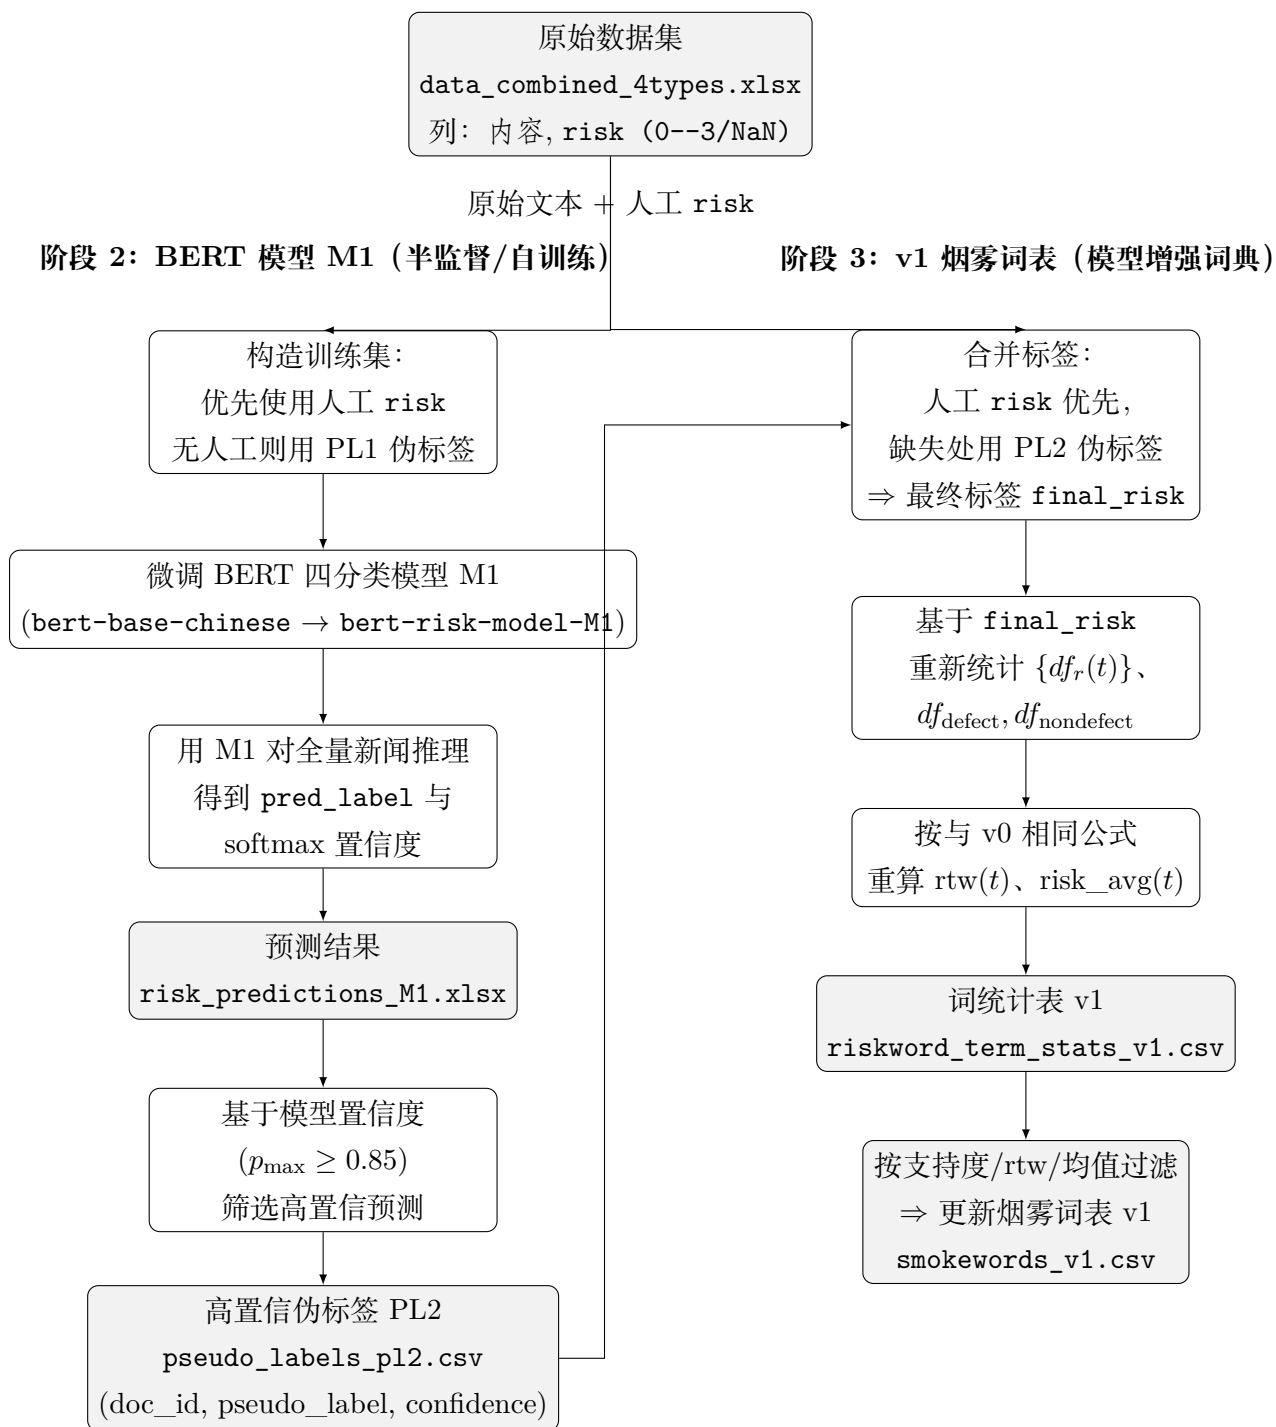 原始数据集
data_combined_4types.xlsx
列：内容, risk (0--3/NaN)
原始文本 + 人工 risk
阶段 2：BERT 模型 M1（半监督/自训练）
构造训练集：
优先使用人工 risk
无人工则用 PL1 伪标签
微调 BERT 四分类模型 M1
(bert-base-chinese → bert-risk-model-M1)
用 M1 对全量新闻推理
得到 pred_label 与
softmax 置信度
预测结果
risk_predictions_M1.xlsx
基于模型置信度
(p_max ≥ 0.85)
筛选高置信预测
高置信伪标签 PL2
pseudo_labels_pl2.csv
(doc_id, pseudo_label, confidence)
阶段 3：v1 烟雾词表（模型增强词典）
合并标签：
人工 risk 优先，
缺失处用 PL2 伪标签
⇒ 最终标签 final_risk
基于 final_risk
重新统计 {df_r(t)}、
df_defect, df_nondefect
按与 v0 相同公式
重算 rtw(t)、risk_avg(t)
词统计表 v1
riskword_term_stats_v1.csv
按支持度/rtw/均值过滤
⇒ 更新烟雾词表 v1
smokewords_v1.csv